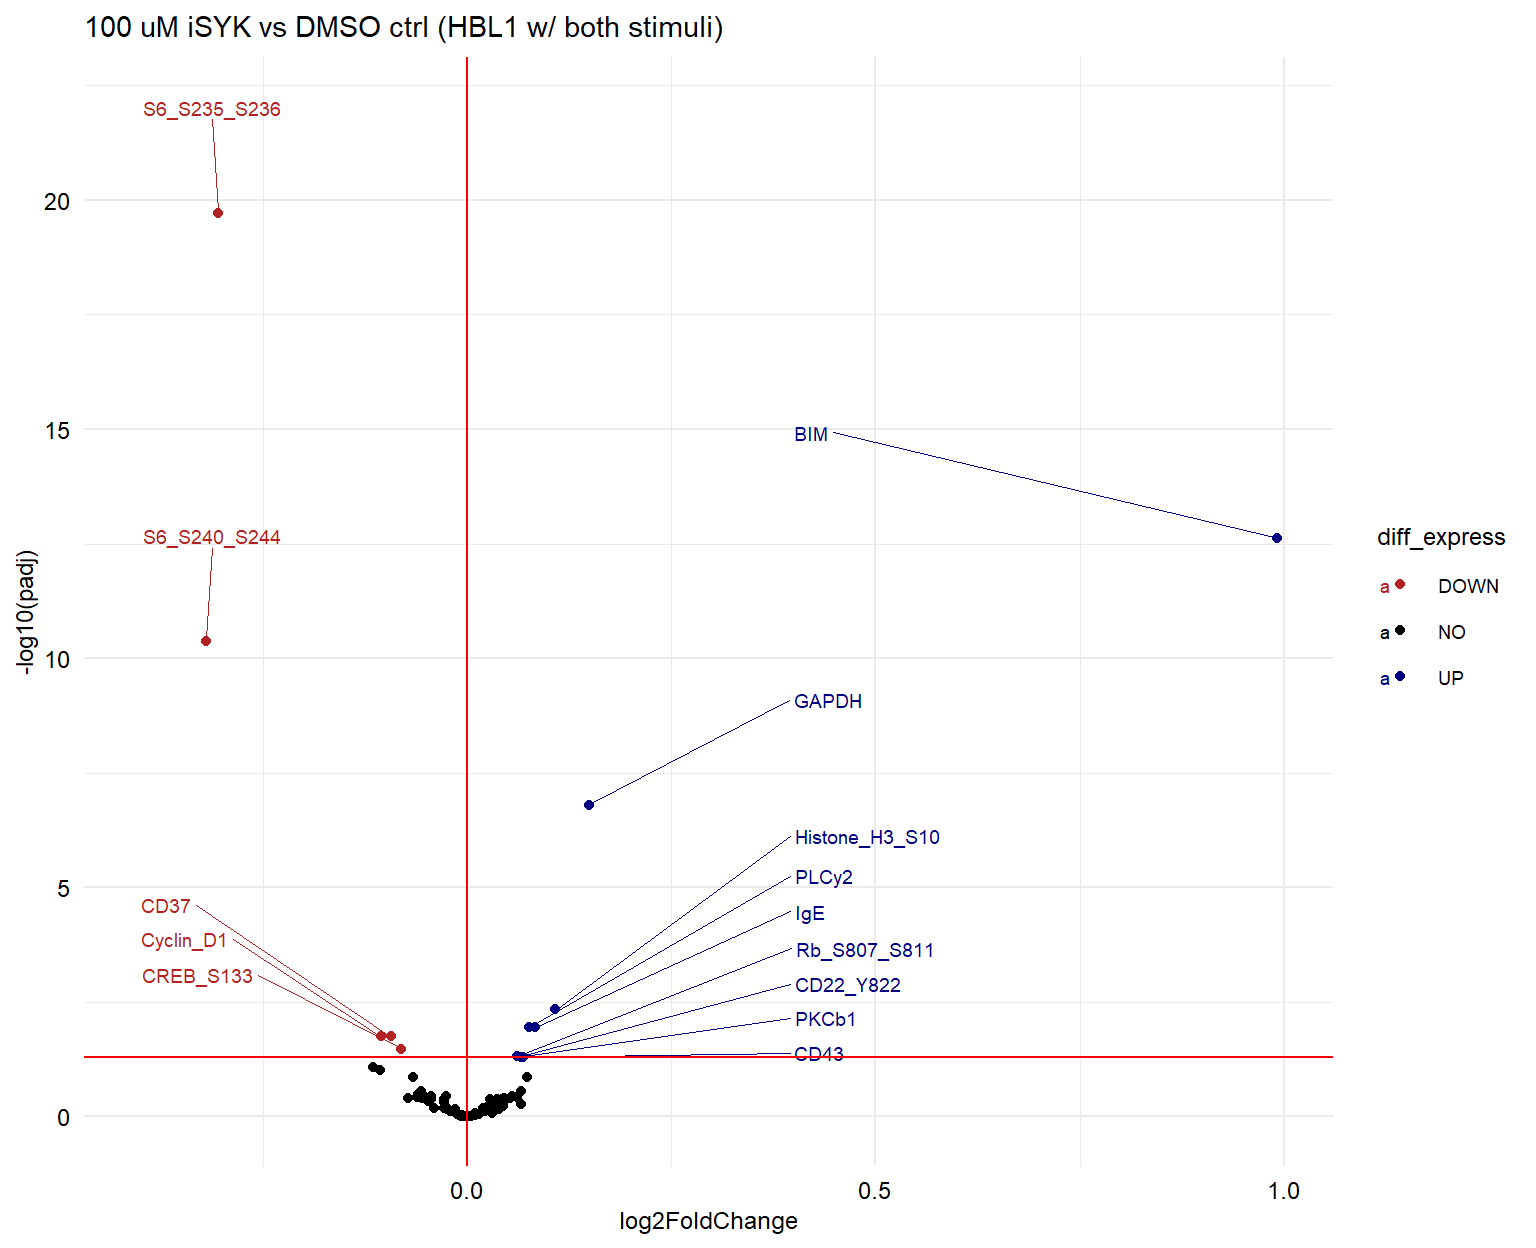 100 uM iSYK vs DMSO ctrl (HBL1 w/ both stimuli)
S6_S235_S236
20
15
BIM
S6_S240_S244
diff_express
a DOWN
a NO
a UP
-log10(padj)
10
GAPDH
Histone_H3_S10
5
PLCy2
CD37
IgE
Cyclin_D1
Rb_S807_S811
CREB_S133
CD22_Y822
PKCb1
CD43
0
0.0
0.5
1.0
log2FoldChange